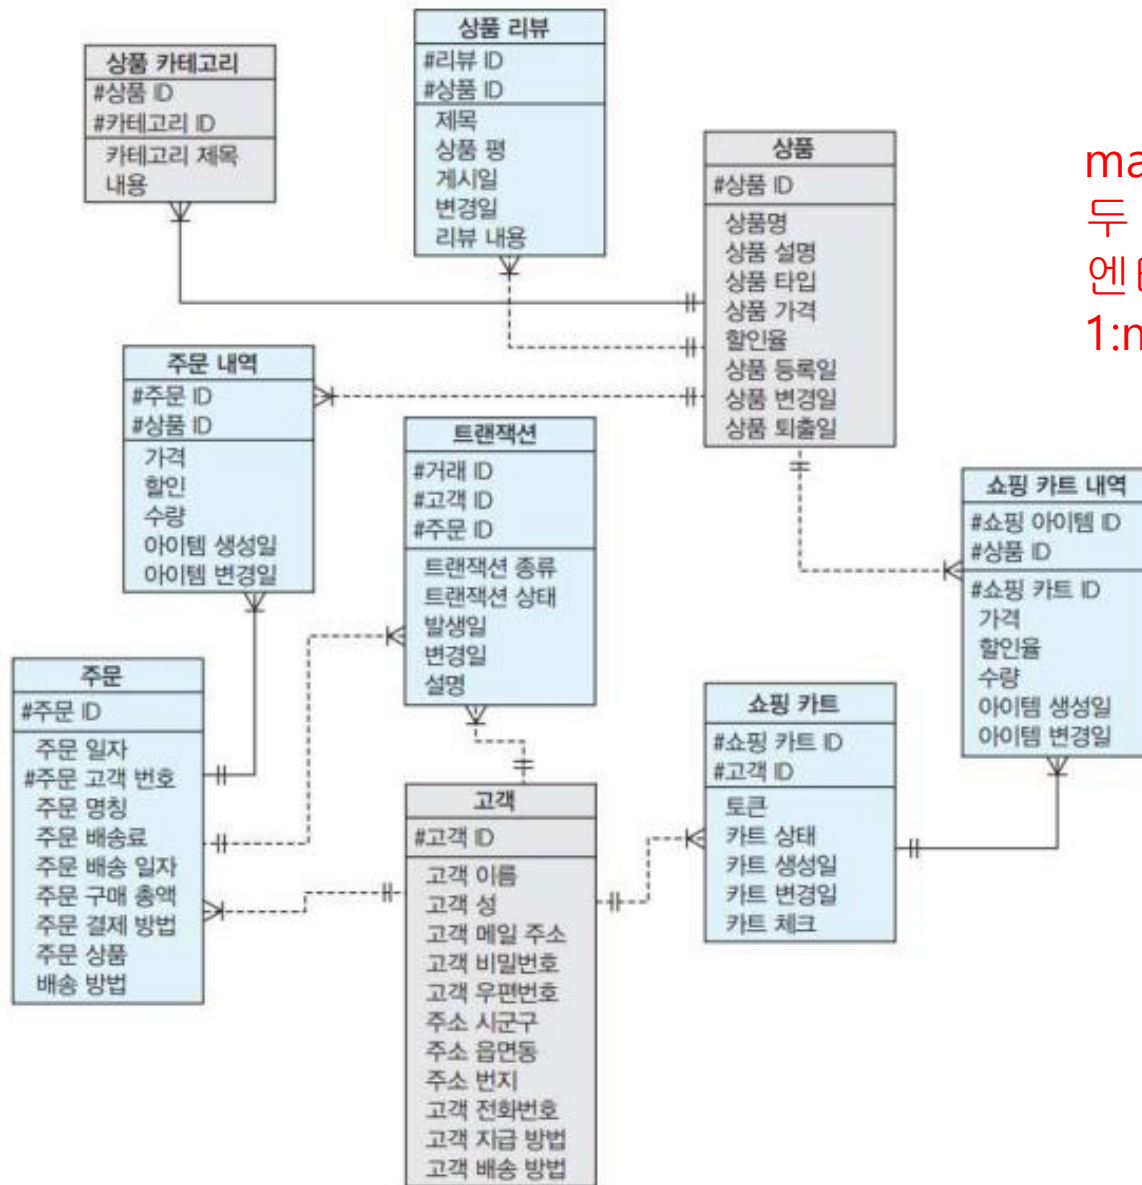 상품 카테고리
#상품 ID
#카테고리 ID
카테고리 제목
내용
상품 리뷰
#리뷰 ID
#상품 ID
제목
상품 평
게시일
변경일
리뷰 내용
상품
#상품 ID
상품명
상품 설명
상품 타입
상품 가격
할인율
상품 등록일
상품 변경일
상품 퇴출일
두
주문 내역
#주문 ID
#상품 ID
가격
할인
수량
아이템 생성일
아이템 변경일
트랜잭션
#거래 ID
#고객 ID
#주문 ID
트랜잭션 종류
트랜잭션 상태
발생일
변경일
설명
쇼핑 카트 내역
#쇼핑 아이템 ID
#상품 ID
#쇼핑 카트 ID
가격
할인율
수량
아이템 생성일
아이템 변경일
주문
#주문 ID
주문 일자
#주문 고객 번호
주문 명칭
주문 배송료
주문 배송 일자
주문 구매 총액
주문 결제 방법
주문 상품
배송 방법
고객
#고객 ID
고객 이름
고객 성
고객 메일 주소
고객 비밀번호
고객 우편번호
주소 시군구
주소 읍면동
주소 번지
고객 전화번호
고객 지급 방법
고객 배송 방법
쇼핑 카트
#쇼핑 카트 ID
#고객 ID
토큰
카트 상태
카트 생성일
카트 변경일
카트 체크